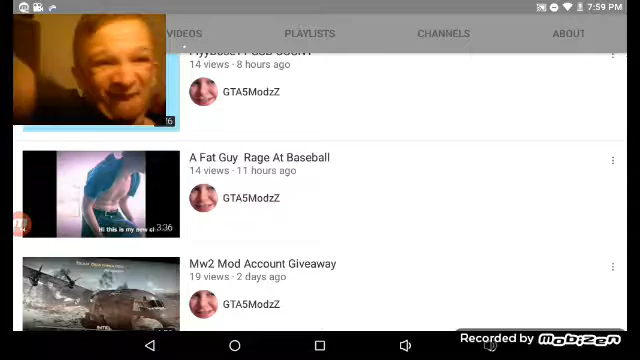 7:59 PM
VIDEOS PLAYLISTS CHANNELS ABOUT
14 views · 8 hours ago
GTA5ModzZ
A Fat Guy Rage At Baseball
14 views · 11 hours ago
GTA5ModzZ
Hi this is my new cl
3:36
Mw2 Mod Account Giveaway
19 views · 2 days ago
GTA5ModzZ
INTEL
Recorded by MOBIZEN